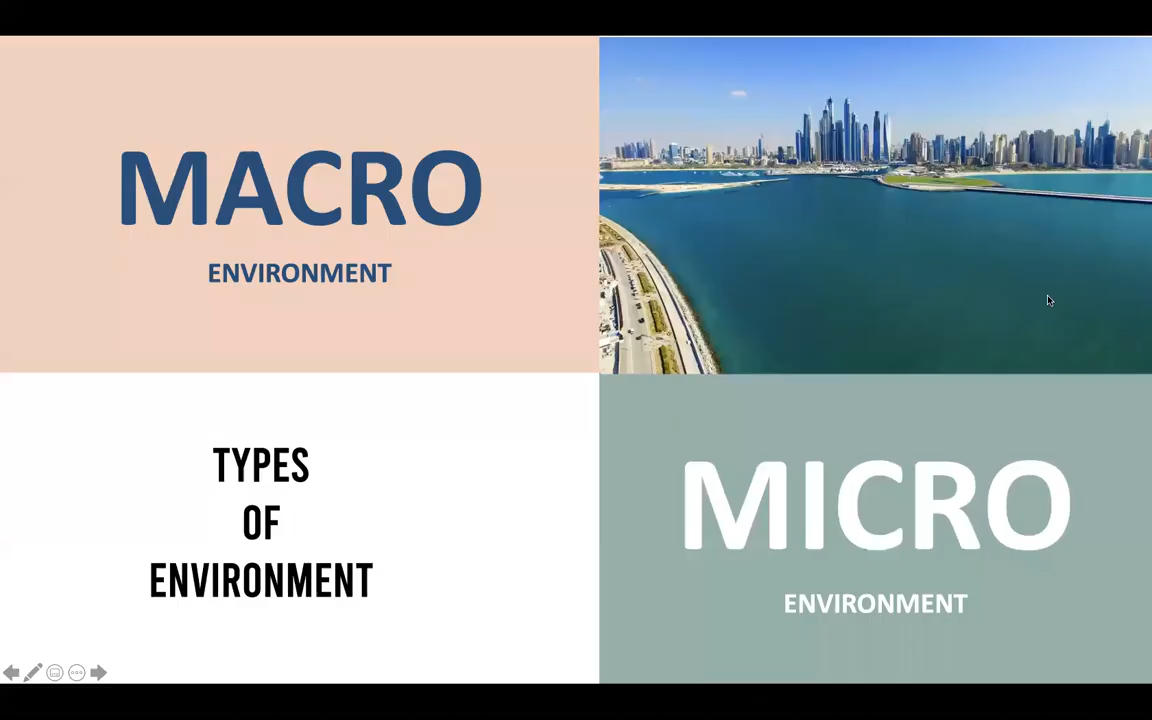 MACRO
ENVIRONMENT
TYPES
OF
ENVIRONMENT
MICRO
ENVIRONMENT